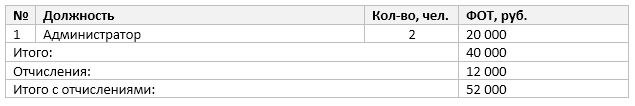 № Должность Кол-во, чел. ФОТ, руб.
1 Администратор 2 20 000
Итого: 40 000
Отчисления: 12 000
Итого с отчислениями: 52 000